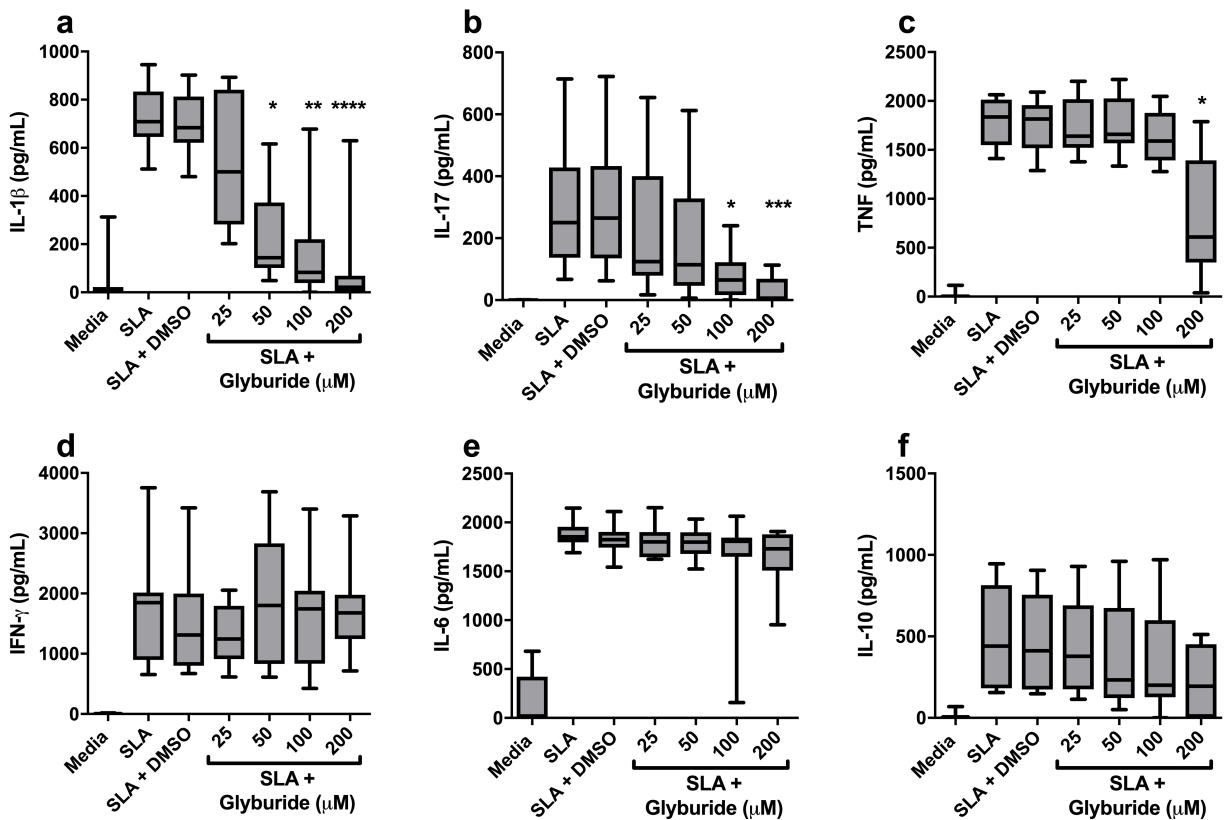 a
IL-1β (pg/mL)
1000
800
600
400
200
0
* ** ****
Media
SLA
SLA + DMSO
25
50
100
200
SLA +
Glyburide (μM)
b
IL-17 (pg/mL)
800
600
400
200
0
* ***
Media
SLA
SLA + DMSO
25
50
100
200
SLA +
Glyburide (μM)
c
TNF (pg/mL)
2500
2000
1500
1000
500
0
*
Media
SLA
SLA + DMSO
25
50
100
200
SLA +
Glyburide (μM)
d
IFN-γ (pg/mL)
4000
3000
2000
1000
0
Media
SLA
SLA + DMSO
25
50
100
200
SLA +
Glyburide (μM)
e
IL-6 (pg/mL)
2500
2000
1500
1000
500
0
Media
SLA
SLA + DMSO
25
50
100
200
SLA +
Glyburide (μM)
f
IL-10 (pg/mL)
1500
1000
500
0
Media
SLA
SLA + DMSO
25
50
100
200
SLA +
Glyburide (μM)